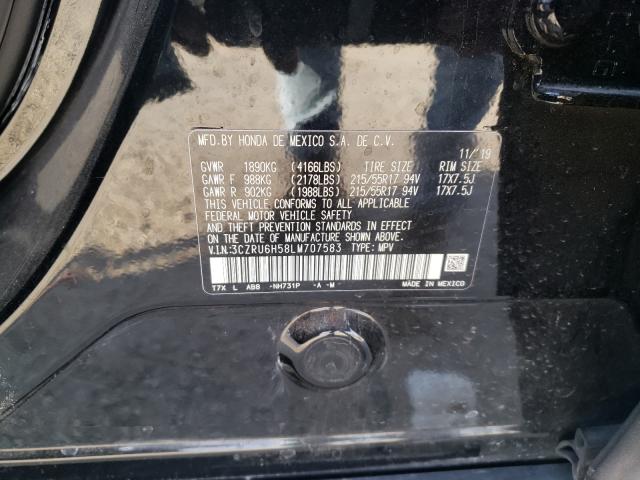 MFD.BY HONDA DE MEXICO S.A. DE C.V.
11/'19
GVWR 1890KG (4166LBS) TIRE SIZE RIM SIZE
GAWR F 988KG (2178LBS) 215/55R17 94V 17X7.5J
GAWR R 902KG (1988LBS) 215/55R17 94V 17X7.5J
THIS VEHICLE CONFORMS TO ALL APPLICABLE
FEDERAL MOTOR VEHICLE SAFETY
AND THEFT PREVENTION STANDARDS IN
EFFECT ON THE DATE OF MANUFACTURE SHOWN ABOVE.
V.I.N.:3CZRU6H58LM707583 TYPE: MPV
T7X L ABB -NH731P -A -M MADE IN MEXICO